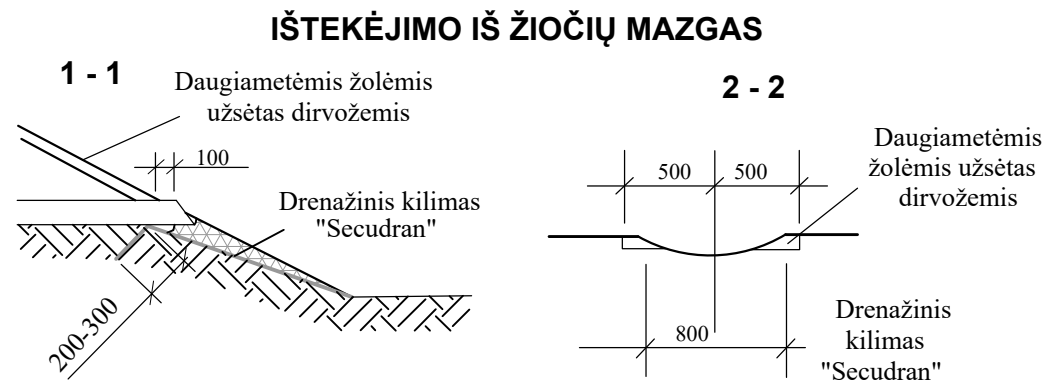 IŠTEKĖJIMO IŠ ŽIOČIŲ MAZGAS
1 - 1
Daugiametėmis žolėmis
užsėtas dirvožemis
100
Drenažinis kilimas
"Secudran"
200-300
2 - 2
500
500
Daugiametėmis
žolėmis užsėtas
dirvožemis
800
Drenažinis
kilimas
"Secudran"